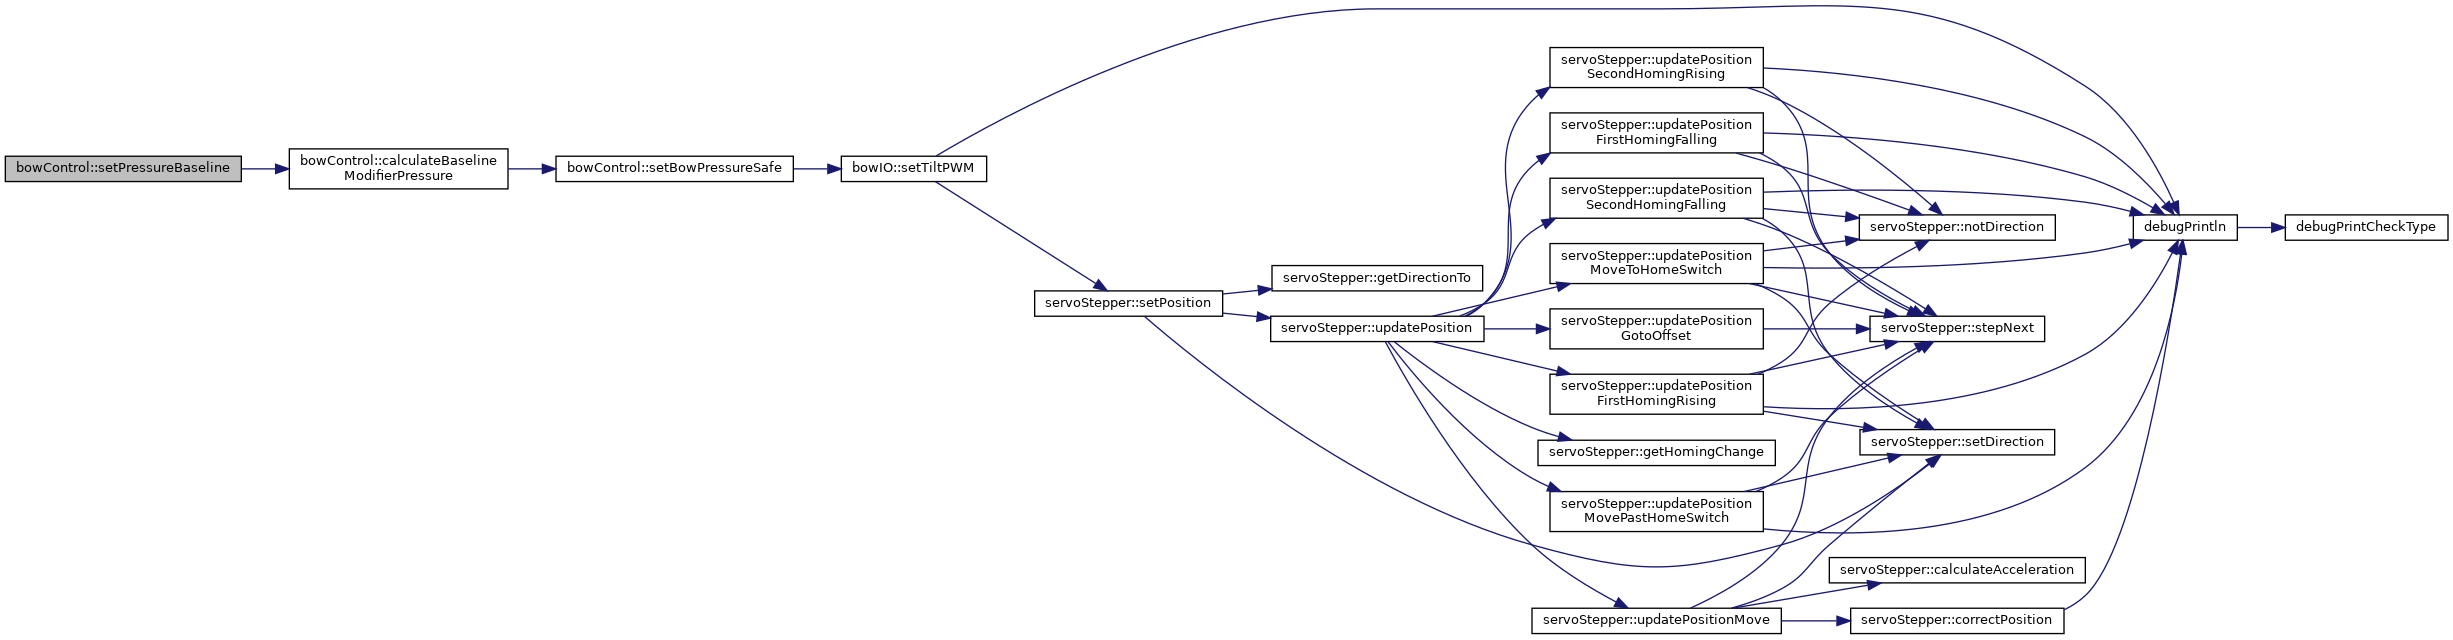 bowControl::setPressureBaseline
bowControl::calculateBaseline
ModifierPressure
bowControl::setBowPressureSafe
bowIO::setTiltPWM
servoStepper::setPosition
servoStepper::getDirectionTo
servoStepper::updatePosition
servoStepper::updatePosition
SecondHomingRising
servoStepper::updatePosition
FirstHomingFalling
servoStepper::updatePosition
SecondHomingFalling
servoStepper::updatePosition
MoveToHomeSwitch
servoStepper::updatePosition
GotoOffset
servoStepper::updatePosition
FirstHomingRising
servoStepper::getHomingChange
servoStepper::updatePosition
MovePastHomeSwitch
servoStepper::updatePositionMove
servoStepper::notDirection
servoStepper::stepNext
servoStepper::setDirection
servoStepper::calculateAcceleration
servoStepper::correctPosition
debugPrintln
debugPrintCheckType